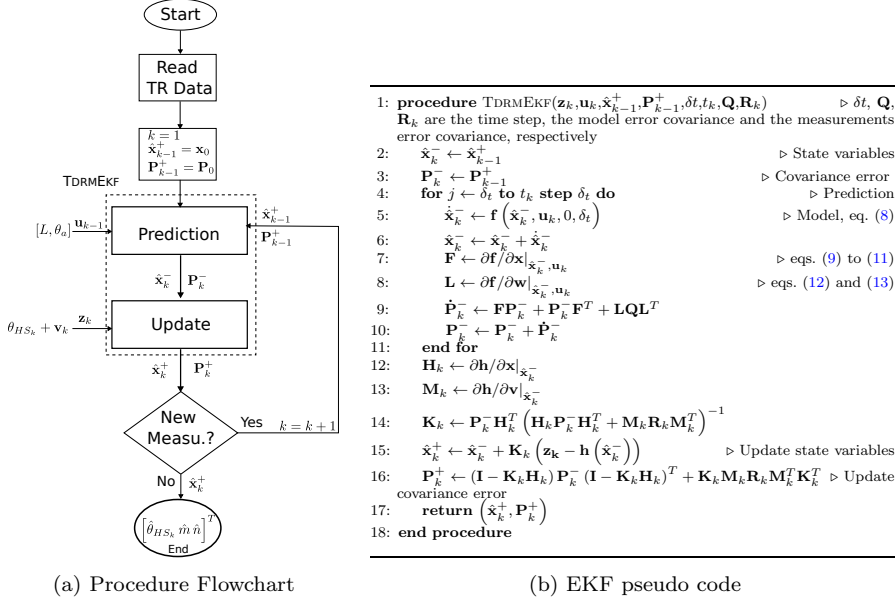 Start
Read
TR Data
k = 1
x̂⁺ₖ₋₁ = x₀
P⁺ₖ₋₁ = P₀
TDRMEKF
[L, θₐ] uₖ₋₁
Prediction
x̂⁺ₖ₋₁
P⁺ₖ₋₁
x̂⁻ₖ P⁻ₖ
θ_{HSₖ} + vₖ zₖ
Update
x̂⁺ₖ P⁺ₖ
New
Measu.?
Yes
k = k + 1
No x̂⁺ₖ
[θ̂_{HSₖ} m̂ n̂]ᵀ
End
(a) Procedure Flowchart
1: procedure TDRMEKF(zₖ,uₖ,x̂⁺ₖ₋₁,P⁺ₖ₋₁,δt,tₖ,Q,Rₖ) ▷ δt, Q,
Rₖ are the time step, the model error covariance and the measurements
error covariance, respectively
2: x̂⁻ₖ ← x̂⁺ₖ₋₁ ▷ State variables
3: P⁻ₖ ← P⁺ₖ₋₁ ▷ Covariance error
4: for j ← δₜ to tₖ step δₜ do ▷ Prediction
5: ẋ̂⁻ₖ ← f (x̂⁻ₖ, uₖ, 0, δₜ) ▷ Model, eq. (8)
6: x̂⁻ₖ ← x̂⁻ₖ + ẋ̂⁻ₖ
7: F ← ∂f/∂x|_{x̂⁻ₖ,uₖ} ▷ eqs. (9) to (11)
8: L ← ∂f/∂w|_{x̂⁻ₖ,uₖ} ▷ eqs. (12) and (13)
9: Ṗ⁻ₖ ← FP⁻ₖ + P⁻ₖFᵀ + LQLᵀ
10: P⁻ₖ ← P⁻ₖ + Ṗ⁻ₖ
11: end for
12: Hₖ ← ∂h/∂x|_{x̂⁻ₖ}
13: Mₖ ← ∂h/∂v|_{x̂⁻ₖ}
14: Kₖ ← P⁻ₖHᵀₖ (HₖP⁻ₖHᵀₖ + MₖRₖMᵀₖ)⁻¹
15: x̂⁺ₖ ← x̂⁻ₖ + Kₖ (zₖ − h (x̂⁻ₖ)) ▷ Update state variables
16: P⁺ₖ ← (I − KₖHₖ) P⁻ₖ (I − KₖHₖ)ᵀ + KₖMₖRₖMᵀₖKᵀₖ ▷ Update
covariance error
17: return (x̂⁺ₖ, P⁺ₖ)
18: end procedure
(b) EKF pseudo code